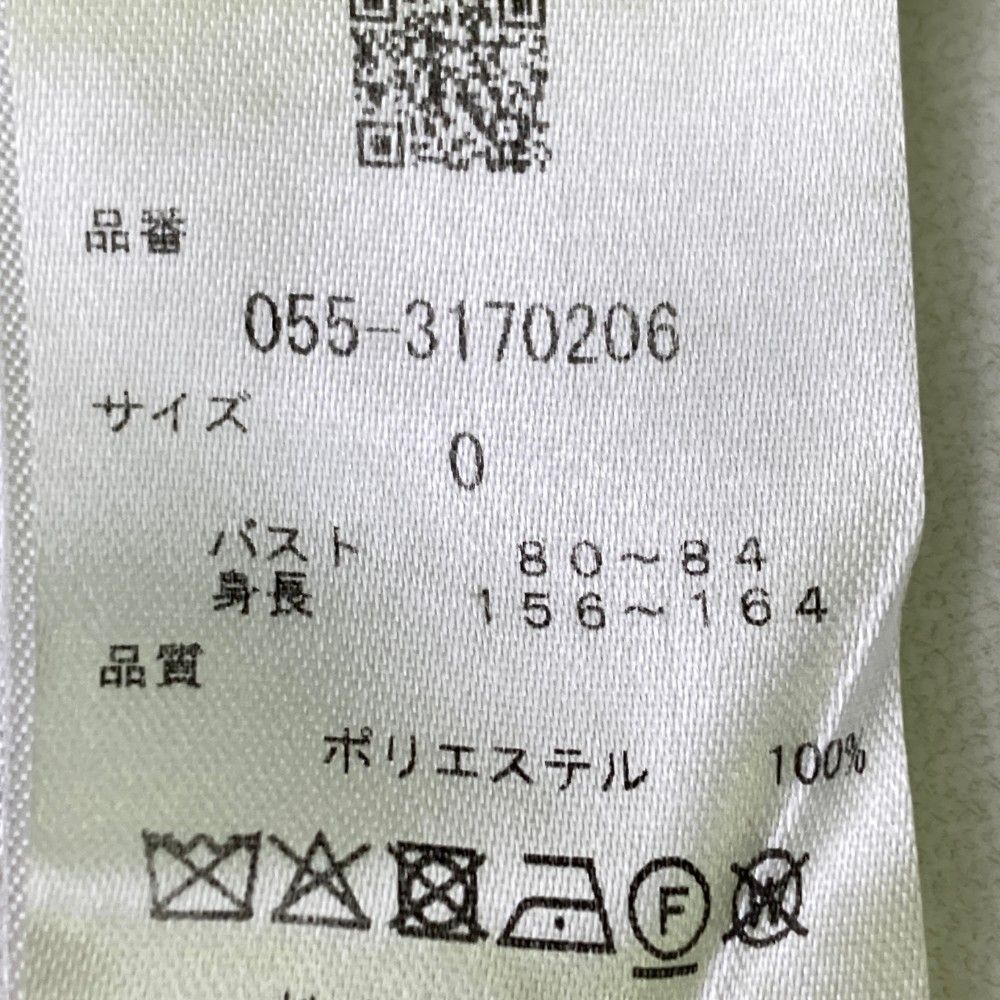 品番
055-3170206
サイズ
0
バスト 80~84
身長 156~164
品質
ポリエステル 100%
F
W